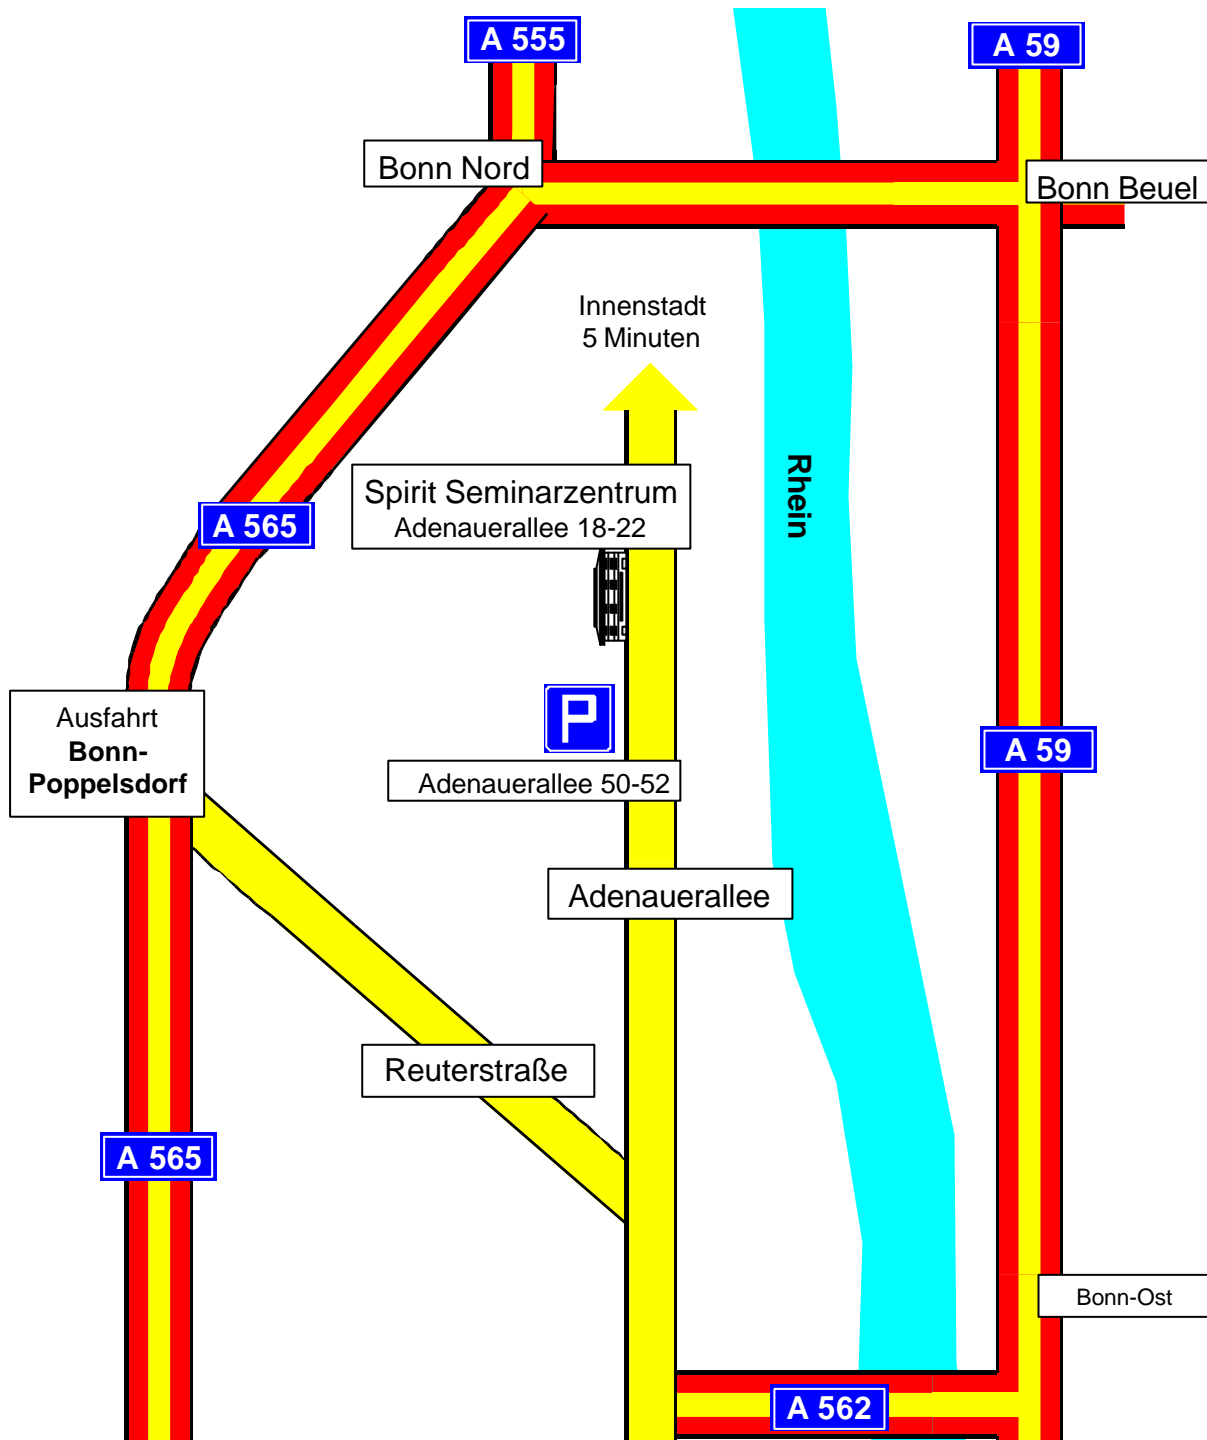 A 555
A 59
Bonn Nord
Bonn Beuel
Innenstadt
5 Minuten
Rhein
Spirit Seminarzentrum
Adenauerallee 18-22
A 565
P
Ausfahrt
Bonn-
Poppelsdorf
A 59
Adenauerallee 50-52
Adenauerallee
Reuterstraße
A 565
Bonn-Ost
A 562